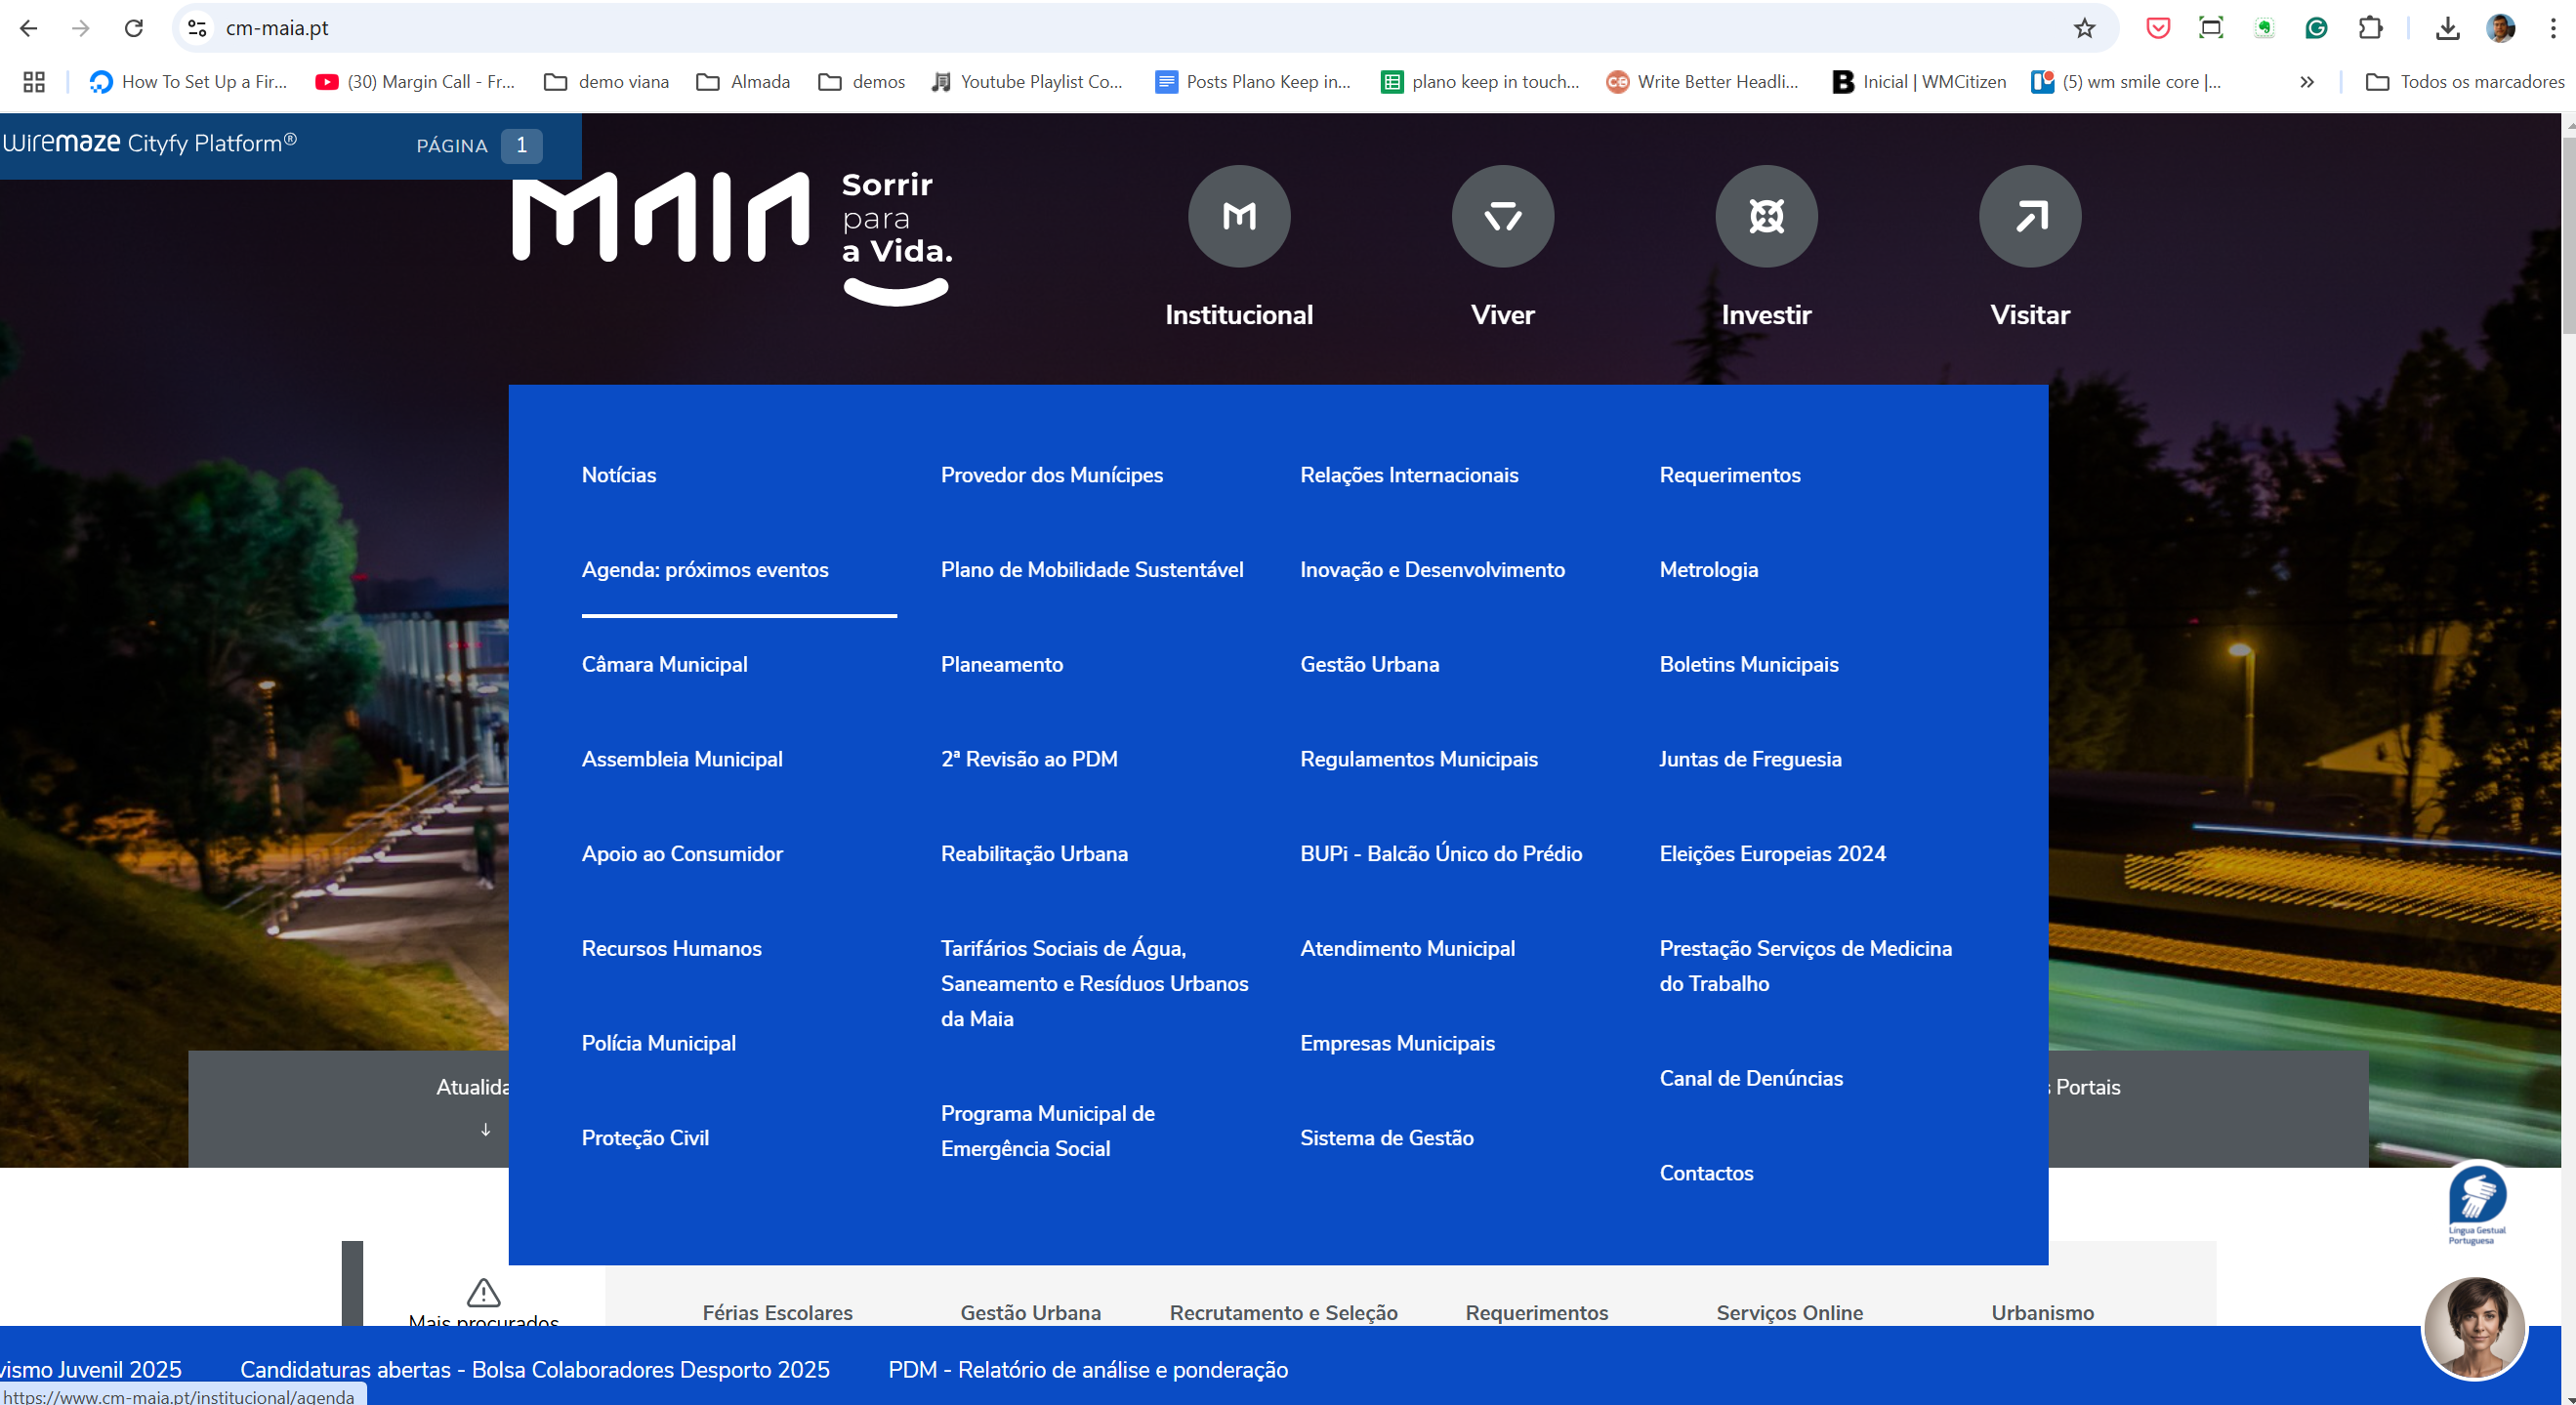 cm-maia.pt
How To Set Up a Fir...
(30) Margin Call - Fr...
demo viana
Almada
demos
Youtube Playlist Co...
Posts Plano Keep in...
plano keep in touch...
Write Better Headli...
Inicial | WMCitizen
(5) wm smile core |...
Todos os marcadores
wiremaze Cityfy Platform®
PÁGINA 1
MAIA
Sorrir
para
a Vida.
Institucional
Viver
Investir
Visitar
Notícias
Agenda: próximos eventos
Câmara Municipal
Assembleia Municipal
Apoio ao Consumidor
Recursos Humanos
Polícia Municipal
Proteção Civil
Provedor dos Munícipes
Plano de Mobilidade Sustentável
Planeamento
2ª Revisão ao PDM
Reabilitação Urbana
Tarifários Sociais de Água,
Saneamento e Resíduos Urbanos
da Maia
Programa Municipal de
Emergência Social
Relações Internacionais
Inovação e Desenvolvimento
Gestão Urbana
Regulamentos Municipais
BUPi - Balcão Único do Prédio
Atendimento Municipal
Empresas Municipais
Sistema de Gestão
Requerimentos
Metrologia
Boletins Municipais
Juntas de Freguesia
Eleições Europeias 2024
Prestação Serviços de Medicina
do Trabalho
Canal de Denúncias
Contactos
Atualida
s Portais
Língua Gestual
Portuguesa
Mais procurados
Férias Escolares
Gestão Urbana
Recrutamento e Seleção
Requerimentos
Serviços Online
Urbanismo
vismo Juvenil 2025
Candidaturas abertas - Bolsa Colaboradores Desporto 2025
PDM - Relatório de análise e ponderação
https://www.cm-maia.pt/institucional/agenda